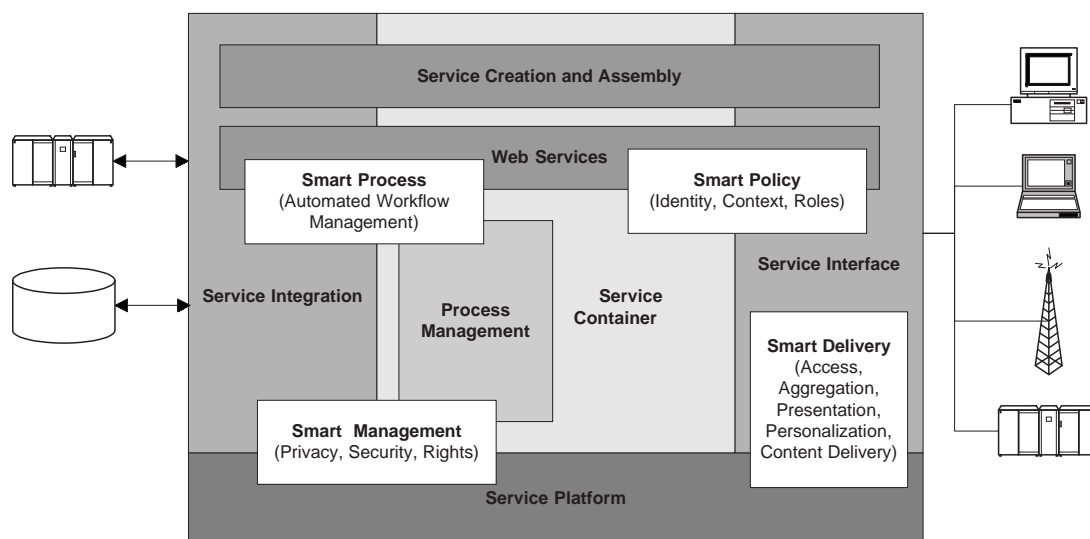 Service Creation and Assembly
Web Services
Smart Process
(Automated Workflow
Management)
Smart Policy
(Identity, Context, Roles)
Service Integration
Process
Management
Service
Container
Service Interface
Smart Delivery
(Access,
Aggregation,
Presentation,
Personalization,
Content Delivery)
Smart Management
(Privacy, Security, Rights)
Service Platform